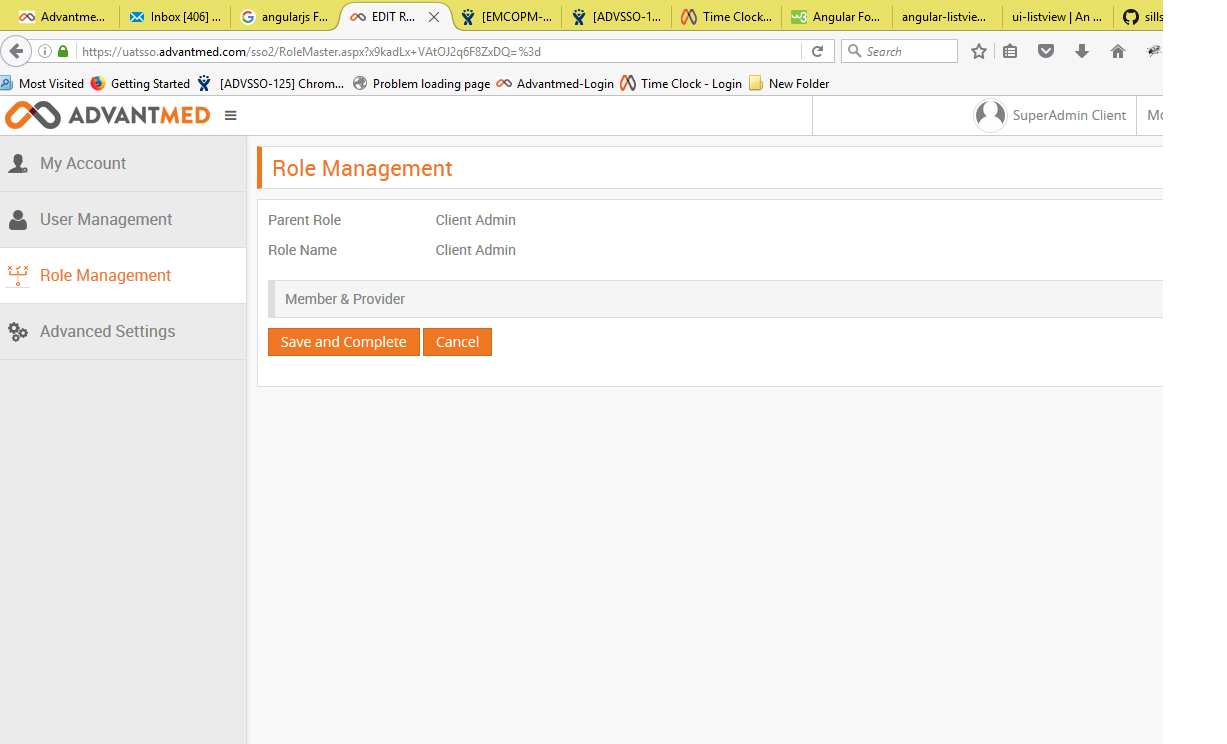 Advantme...
Inbox [406] ...
angularjs F...
EDIT R...
[EMCOPM-...
[ADVSSO-1...
Time Clock...
Angular Fo...
angular-listvie...
ui-listview | An ...
sills
https://uatsso.advantmed.com/sso2/RoleMaster.aspx?x9kadLx+VAtOJ2q6F8ZxDQ=%3d
Search
Most Visited
Getting Started
[ADVSSO-125] Chrom...
Problem loading page
Advantmed-Login
Time Clock - Login
New Folder
ADVANTMED
SuperAdmin Client
Mo
My Account
User Management
Role Management
Advanced Settings
Role Management
Parent Role Client Admin
Role Name Client Admin
Member & Provider
Save and Complete Cancel